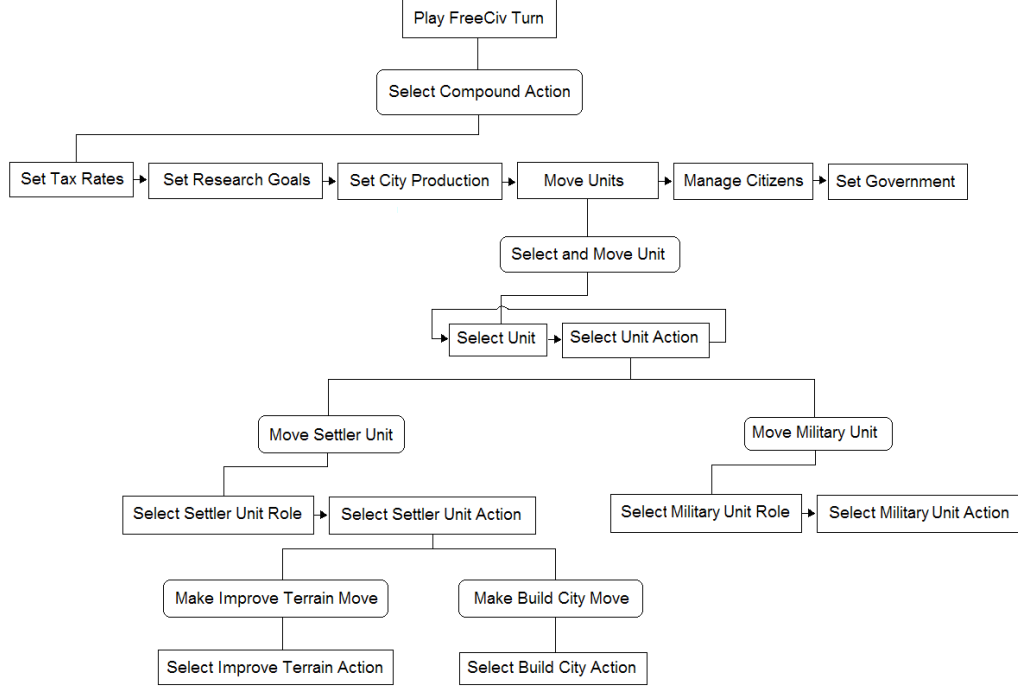 Play FreeCiv Turn
Select Compound Action
Set Tax Rates
Set Research Goals
Set City Production
Move Units
Manage Citizens
Set Government
Select and Move Unit
Select Unit
Select Unit Action
Move Settler Unit
Move Military Unit
Select Settler Unit Role
Select Settler Unit Action
Select Military Unit Role
Select Military Unit Action
Make Improve Terrain Move
Make Build City Move
Select Improve Terrain Action
Select Build City Action